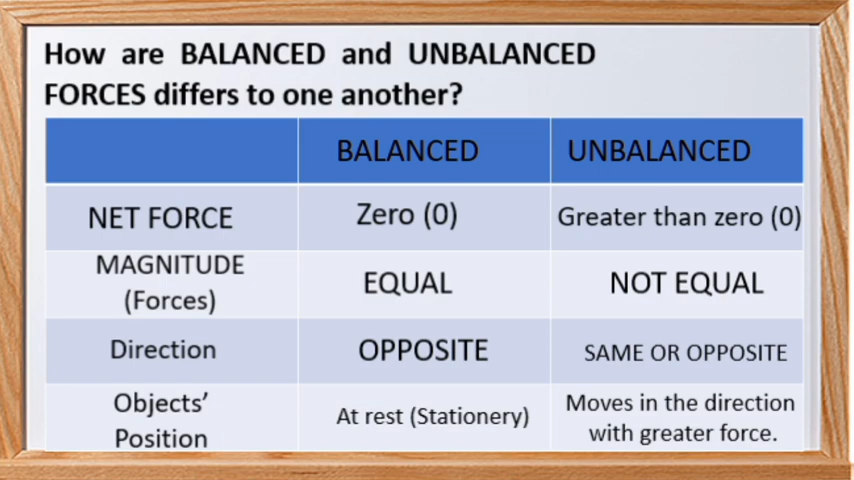 How are BALANCED and UNBALANCED
FORCES differs to one another?
BALANCED UNBALANCED
NET FORCE Zero (0) Greater than zero (0)
MAGNITUDE
(Forces) EQUAL NOT EQUAL
Direction OPPOSITE SAME OR OPPOSITE
Objects’
Position At rest (Stationery) Moves in the direction
with greater force.